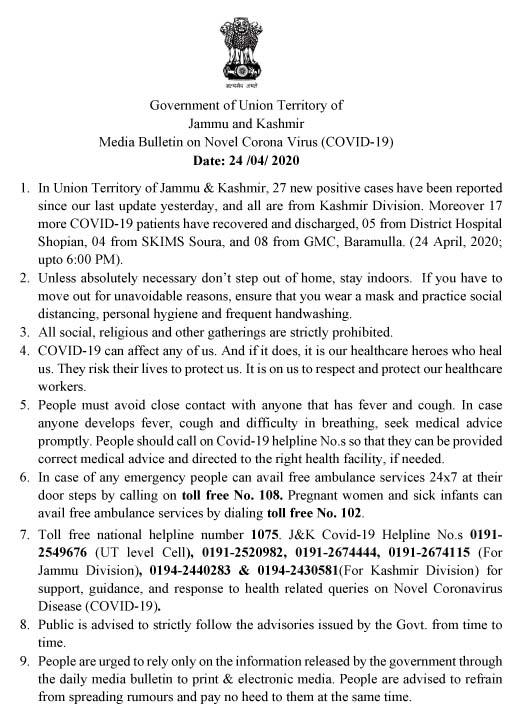 सत्यमेव जयते
Government of Union Territory of
Jammu and Kashmir
Media Bulletin on Novel Corona Virus (COVID-19)
Date: 24 /04/ 2020
1. In Union Territory of Jammu & Kashmir, 27 new positive cases have been reported
since our last update yesterday, and all are from Kashmir Division. Moreover 17
more COVID-19 patients have recovered and discharged, 05 from District Hospital
Shopian, 04 from SKIMS Soura, and 08 from GMC, Baramulla. (24 April, 2020;
upto 6:00 PM).
2. Unless absolutely necessary don’t step out of home, stay indoors. If you have to
move out for unavoidable reasons, ensure that you wear a mask and practice social
distancing, personal hygiene and frequent handwashing.
3. All social, religious and other gatherings are strictly prohibited.
4. COVID-19 can affect any of us. And if it does, it is our healthcare heroes who heal
us. They risk their lives to protect us. It is on us to respect and protect our healthcare
workers.
5. People must avoid close contact with anyone that has fever and cough. In case
anyone develops fever, cough and difficulty in breathing, seek medical advice
promptly. People should call on Covid-19 helpline No.s so that they can be provided
correct medical advice and directed to the right health facility, if needed.
6. In case of any emergency people can avail free ambulance services 24x7 at their
door steps by calling on toll free No. 108. Pregnant women and sick infants can
avail free ambulance services by dialing toll free No. 102.
7. Toll free national helpline number 1075. J&K Covid-19 Helpline No.s 0191-
2549676 (UT level Cell), 0191-2520982, 0191-2674444, 0191-2674115 (For
Jammu Division), 0194-2440283 & 0194-2430581(For Kashmir Division) for
support, guidance, and response to health related queries on Novel Coronavirus
Disease (COVID-19).
8. Public is advised to strictly follow the advisories issued by the Govt. from time to
time.
9. People are urged to rely only on the information released by the government through
the daily media bulletin to print & electronic media. People are advised to refrain
from spreading rumours and pay no heed to them at the same time.